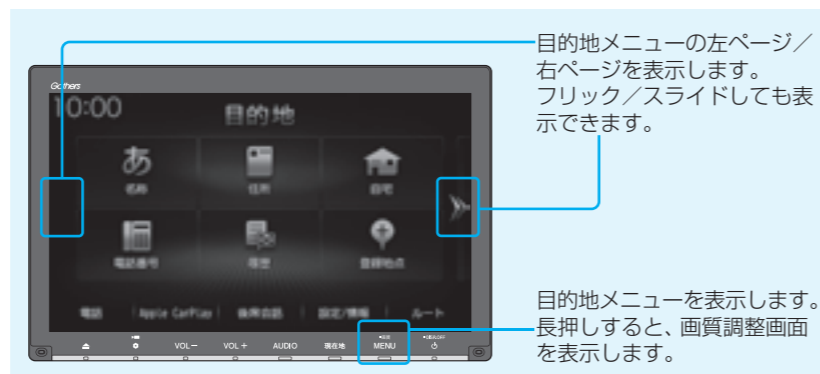 目的地メニューの左ページ／
右ページを表示します。
フリック／スライドしても表
示できます。
Gathers
10:00
目的地
あ
名称
住所
自宅
電話番号
履歴
登録地点
電話
Apple CarPlay
後席会話
設定/情報
ルート
VOL−
VOL＋
AUDIO
現在地
MENU
目的地メニューを表示します。
長押しすると、画質調整画面
を表示します。